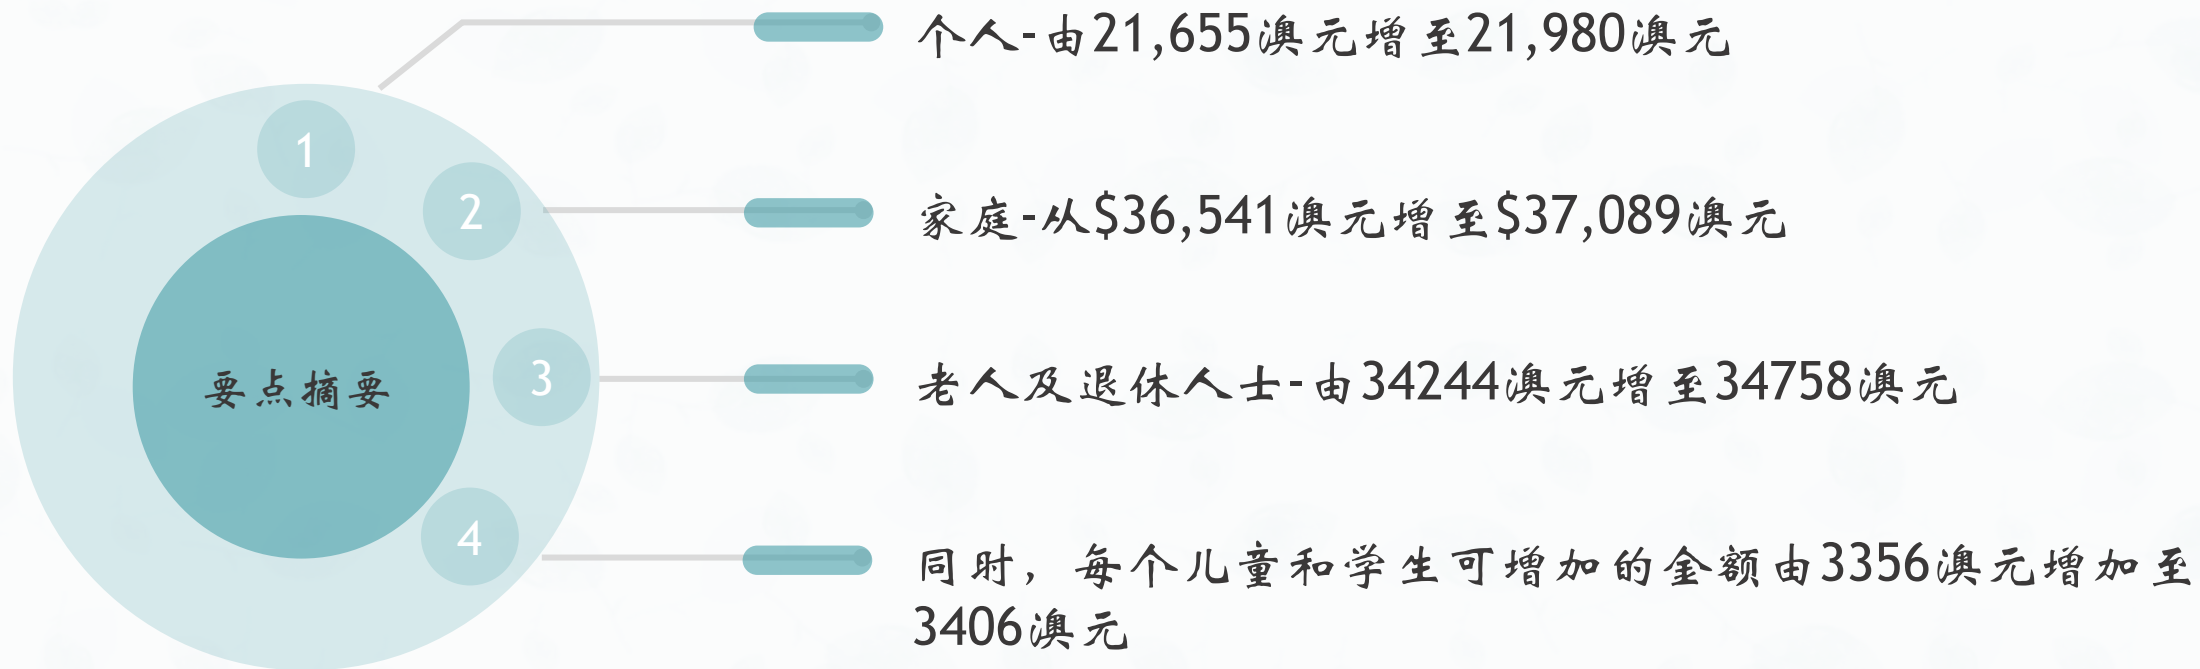 个人-由21,655澳元增至21,980澳元
1
2
家庭-从$36,541澳元增至$37,089澳元
3
要点摘要
老人及退休人士-由34244澳元增至34758澳元
4
同时，每个儿童和学生可增加的金额由3356澳元增加至
3406澳元